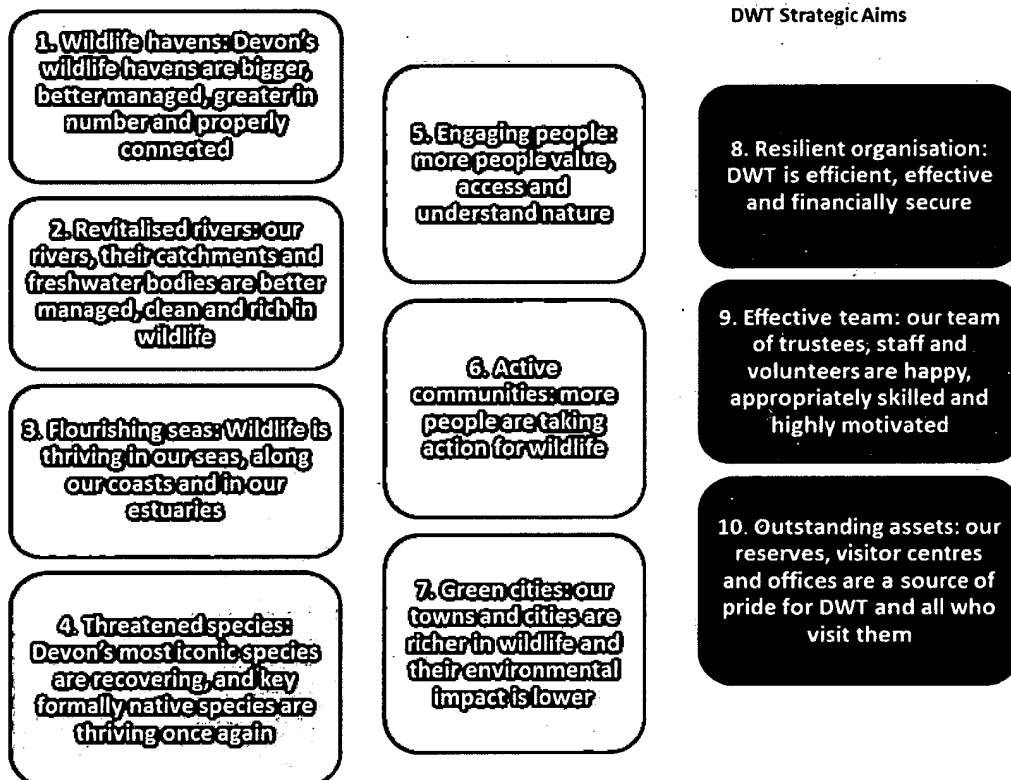 DWT Strategic Aims
1. Wildlife havens: Devon's
wildlife havens are bigger,
better managed, greater in
number and properly
connected
2. Revitalised rivers: our
rivers, their catchments and
freshwater bodies are better
managed, clean and rich in
wildlife
3. Flourishing seas: Wildlife is
thriving in our seas, along
our coasts and in our
estuaries
4. Threatened species:
Devon's most iconic species
are recovering, and key
formally native species are
thriving once again
5. Engaging people:
more people value,
access and
understand nature
6. Active
communities: more
people are taking
action for wildlife
7. Green cities: our
towns and cities are
richer in wildlife and
their environmental
impact is lower
8. Resilient organisation:
DWT is efficient, effective
and financially secure
9. Effective team: our team
of trustees, staff and
volunteers are happy,
appropriately skilled and
highly motivated
10. Outstanding assets: our
reserves, visitor centres
and offices are a source of
pride for DWT and all who
visit them